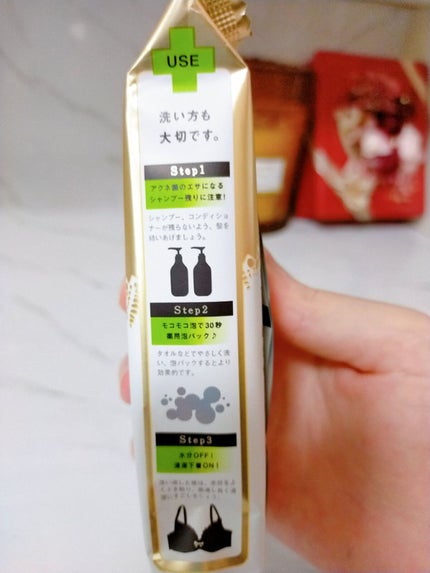 USE
洗い方も
大切です。
Step1
アクネ菌のエサになる
シャンプー残りに注意!
シャンプー、コンディショ
ナーが残らないよう、髪を
結いあげましょう。
Step2
モコモコ泡で30秒
薬用泡パック♪
タオルなどでやさしく洗
い、泡パックするとより
効果的です。
Step3
水分OFF!
清潔下着ON!